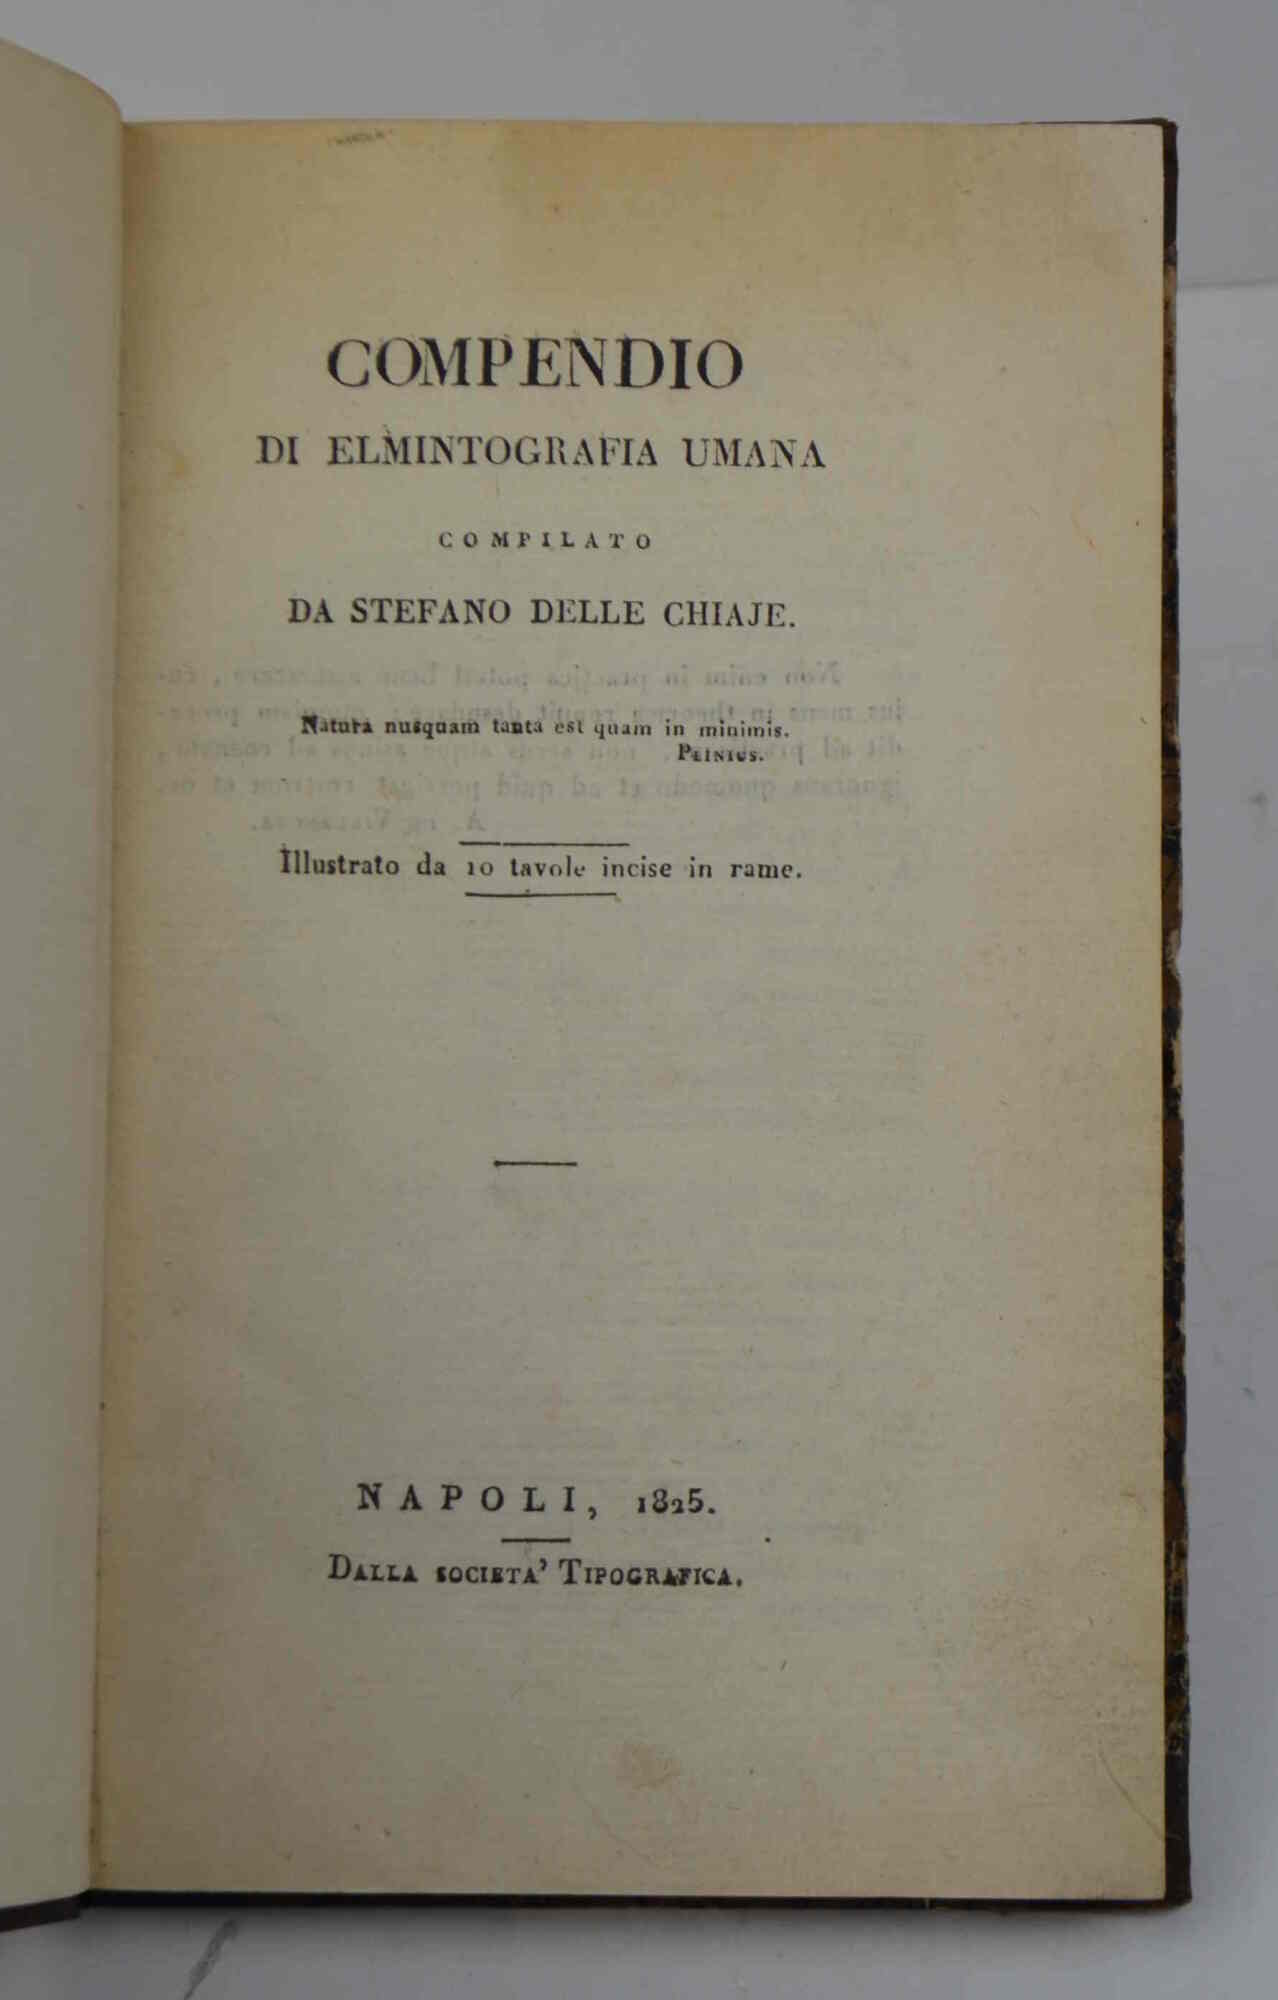 COMPENDIO
DI ELMINTOGRAFIA UMANA
COMPILATO
DA STEFANO DELLE CHIAJE.
Natura nusquam tanta est quam in minimis.
PLINIUS.
Illustrato da 10 tavole incise in rame.
NAPOLI, 1825.
DALLA SOCIETA' TIPOGRAFICA.